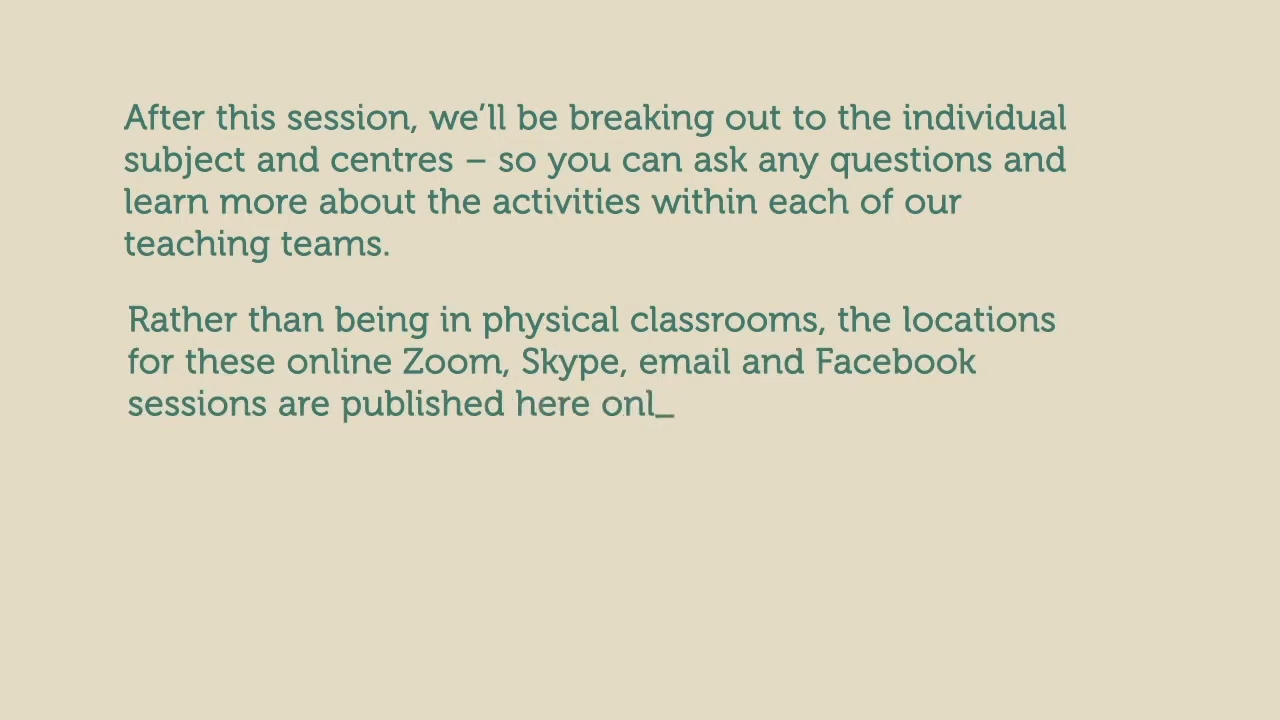 After this session, we’ll be breaking out to the individual
subject and centres – so you can ask any questions and
learn more about the activities within each of our
teaching teams.
Rather than being in physical classrooms, the locations
for these online Zoom, Skype, email and Facebook
sessions are published here onl_